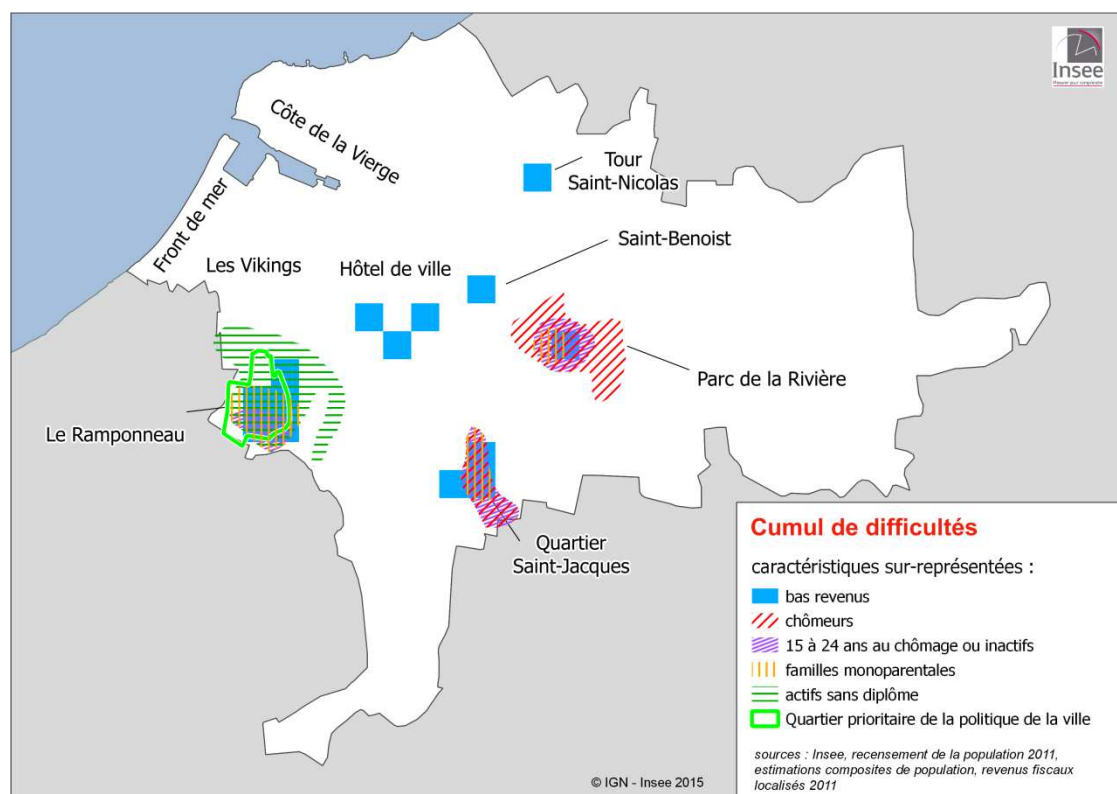 Insee
Mesurer pour comprendre
Côte de la Vierge
Front de mer
Tour
Saint-Nicolas
Saint-Benoist
Les Vikings
Hôtel de ville
Parc de la Rivière
Le Ramponneau
Quartier
Saint-Jacques
Cumul de difficultés
caractéristiques sur-représentées :
bas revenus
chômeurs
15 à 24 ans au chômage ou inactifs
familles monoparentales
actifs sans diplôme
Quartier prioritaire de la politique de la ville
sources : Insee, recensement de la population 2011,
estimations composites de population, revenus fiscaux
localisés 2011
© IGN - Insee 2015